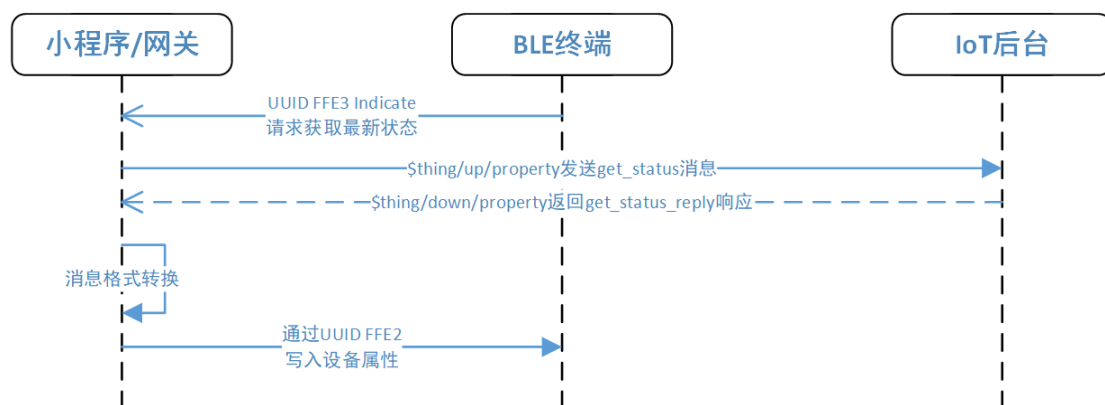 小程序/网关
BLE终端
IoT后台
UUID FFE3 Indicate
请求获取最新状态
$thing/up/property发送get_status消息
$thing/down/property返回get_status_reply响应
消息格式转换
通过UUID FFE2
写入设备属性